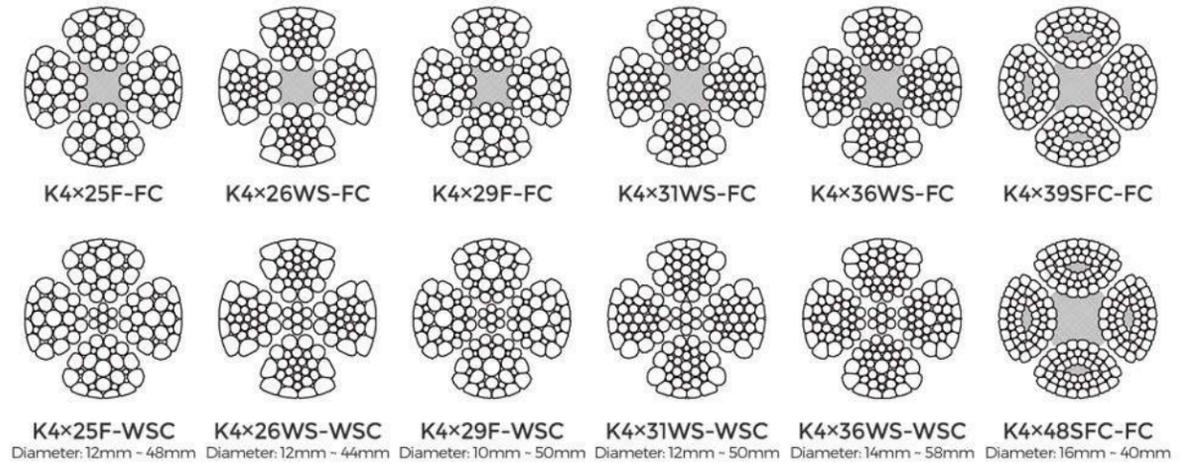 K4×25F-FC K4×26WS-FC K4×29F-FC K4×31WS-FC K4×36WS-FC K4×39SFC-FC
K4×25F-WSC K4×26WS-WSC K4×29F-WSC K4×31WS-WSC K4×36WS-WSC K4×48SFC-FC
Diameter: 12mm ~ 48mm Diameter: 12mm ~ 44mm Diameter: 10mm ~ 50mm Diameter: 12mm ~ 50mm Diameter: 14mm ~ 58mm Diameter: 16mm ~ 40mm